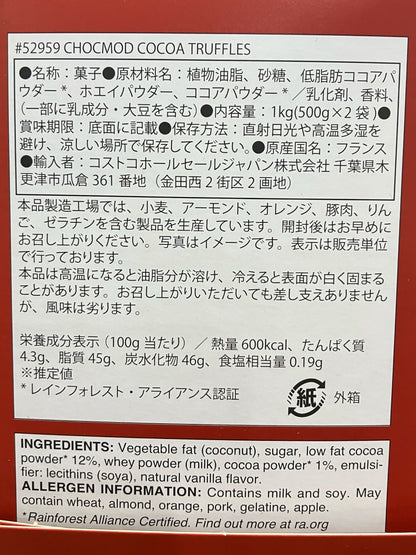 #52959 CHOCMOD COCOA TRUFFLES
●名称：菓子●原材料名：植物油脂、砂糖、低脂肪ココアパ
ウダー *、ホエイパウダー、ココアパウダー * ／乳化剤、香料、
（一部に乳成分・大豆を含む）●内容量：1kg(500g×2 袋)●
賞味期限：底面に記載●保存方法：直射日光や高温多湿を
避け、涼しい場所で保存してください。●原産国名：フランス
●輸入者：コストコホールセールジャパン株式会社 千葉県木
更津市瓜倉 361 番地（金田西 2 街区 2 画地）
本品製造工場では、小麦、アーモンド、オレンジ、豚肉、りん
ご、ゼラチンを含む製品を生産しています。開封後はお早めに
お召し上がりください。写真はイメージです。表示は販売単位
で行っております。
本品は高温になると油脂分が溶け、冷えると表面が白く固まる
ことがあります。お召し上がりいただいても差し支えありません
が、風味は劣ります。
栄養成分表示（100g 当たり）／熱量 600kcal、たんぱく質
4.3g、脂質 45g、炭水化物 46g、食塩相当量 0.19g
※推定値
* レインフォレスト・アライアンス認証
紙 外箱
INGREDIENTS: Vegetable fat (coconut), sugar, low fat cocoa
powder* 12%, whey powder (milk), cocoa powder* 1%, emulsi-
fier: lecithins (soya), natural vanilla flavor.
ALLERGEN INFORMATION: Contains milk and soy. May
contain wheat, almond, orange, pork, gelatine, apple.
*Rainforest Alliance Certified. Find out more at ra.org